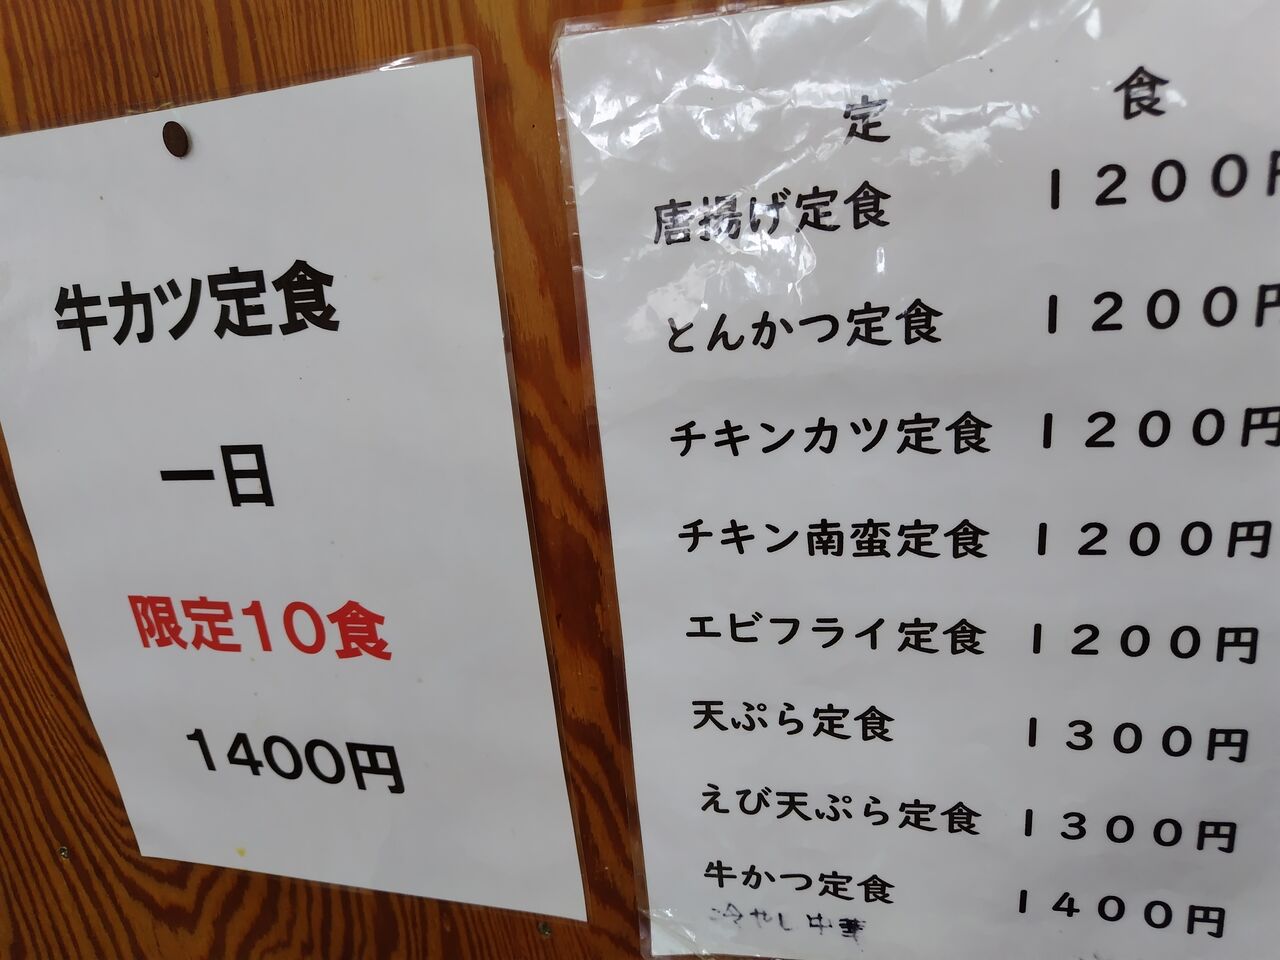 牛カツ定食
一日
限定10食
1400円
定 食
唐揚げ定食 1200円
とんかつ定食 1200円
チキンカツ定食 1200円
チキン南蛮定食 1200円
エビフライ定食 1200円
天ぷら定食 1300円
えび天ぷら定食 1300円
牛かつ定食 1400円
冷やし中華